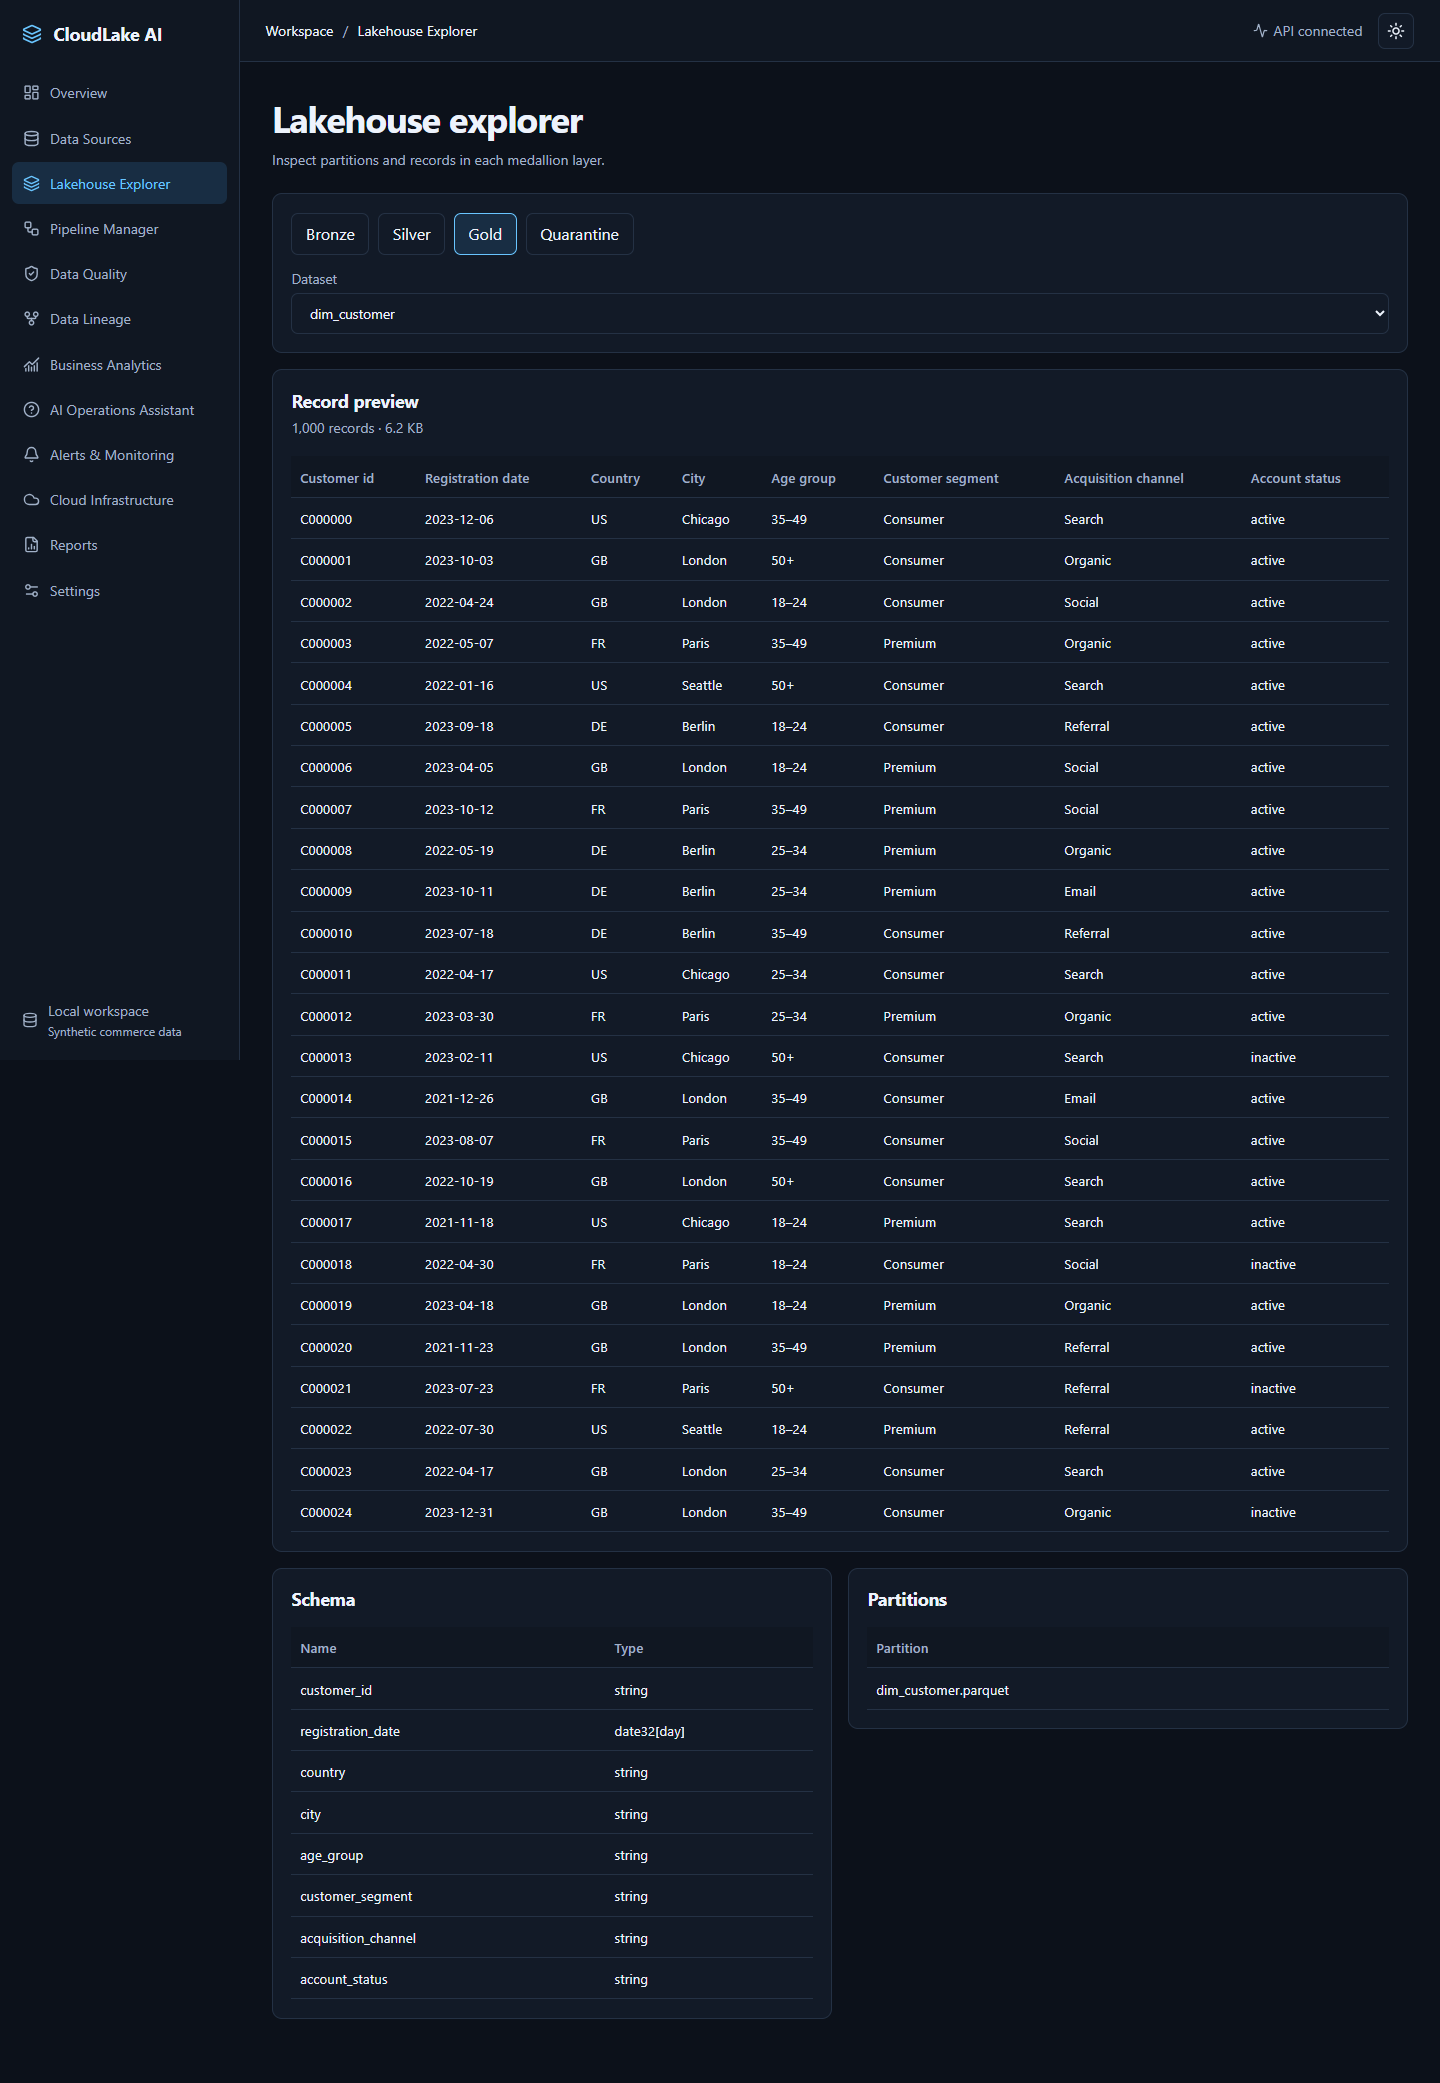 CloudLake AI
Overview
Data Sources
Lakehouse Explorer
Pipeline Manager
Data Quality
Data Lineage
Business Analytics
AI Operations Assistant
Alerts & Monitoring
Cloud Infrastructure
Reports
Settings
Local workspace
Synthetic commerce data
Workspace / Lakehouse Explorer
API connected
Lakehouse explorer
Inspect partitions and records in each medallion layer.
Bronze Silver Gold Quarantine
Dataset
dim_customer
Record preview
1,000 records · 6.2 KB
Customer id Registration date Country City Age group Customer segment Acquisition channel Account status
C000000 2023-12-06 US Chicago 35–49 Consumer Search active
C000001 2023-10-03 GB London 50+ Consumer Organic active
C000002 2022-04-24 GB London 18–24 Consumer Social active
C000003 2022-05-07 FR Paris 35–49 Premium Organic active
C000004 2022-01-16 US Seattle 50+ Consumer Search active
C000005 2023-09-18 DE Berlin 18–24 Consumer Referral active
C000006 2023-04-05 GB London 18–24 Premium Social active
C000007 2023-10-12 FR Paris 35–49 Premium Social active
C000008 2022-05-19 DE Berlin 25–34 Premium Organic active
C000009 2023-10-11 DE Berlin 25–34 Premium Email active
C000010 2023-07-18 DE Berlin 35–49 Consumer Referral active
C000011 2022-04-17 US Chicago 25–34 Consumer Search active
C000012 2023-03-30 FR Paris 25–34 Premium Organic active
C000013 2023-02-11 US Chicago 50+ Consumer Search inactive
C000014 2021-12-26 GB London 35–49 Consumer Email active
C000015 2023-08-07 FR Paris 35–49 Consumer Social active
C000016 2022-10-19 GB London 50+ Consumer Search active
C000017 2021-11-18 US Chicago 18–24 Premium Search active
C000018 2022-04-30 FR Paris 18–24 Consumer Social inactive
C000019 2023-04-18 GB London 18–24 Premium Organic active
C000020 2021-11-23 GB London 35–49 Premium Referral active
C000021 2023-07-23 FR Paris 50+ Consumer Referral inactive
C000022 2022-07-30 US Seattle 18–24 Premium Referral active
C000023 2022-04-17 GB London 25–34 Consumer Search active
C000024 2023-12-31 GB London 35–49 Consumer Organic inactive
Schema
Name Type
customer_id string
registration_date date32[day]
country string
city string
age_group string
customer_segment string
acquisition_channel string
account_status string
Partitions
Partition
dim_customer.parquet